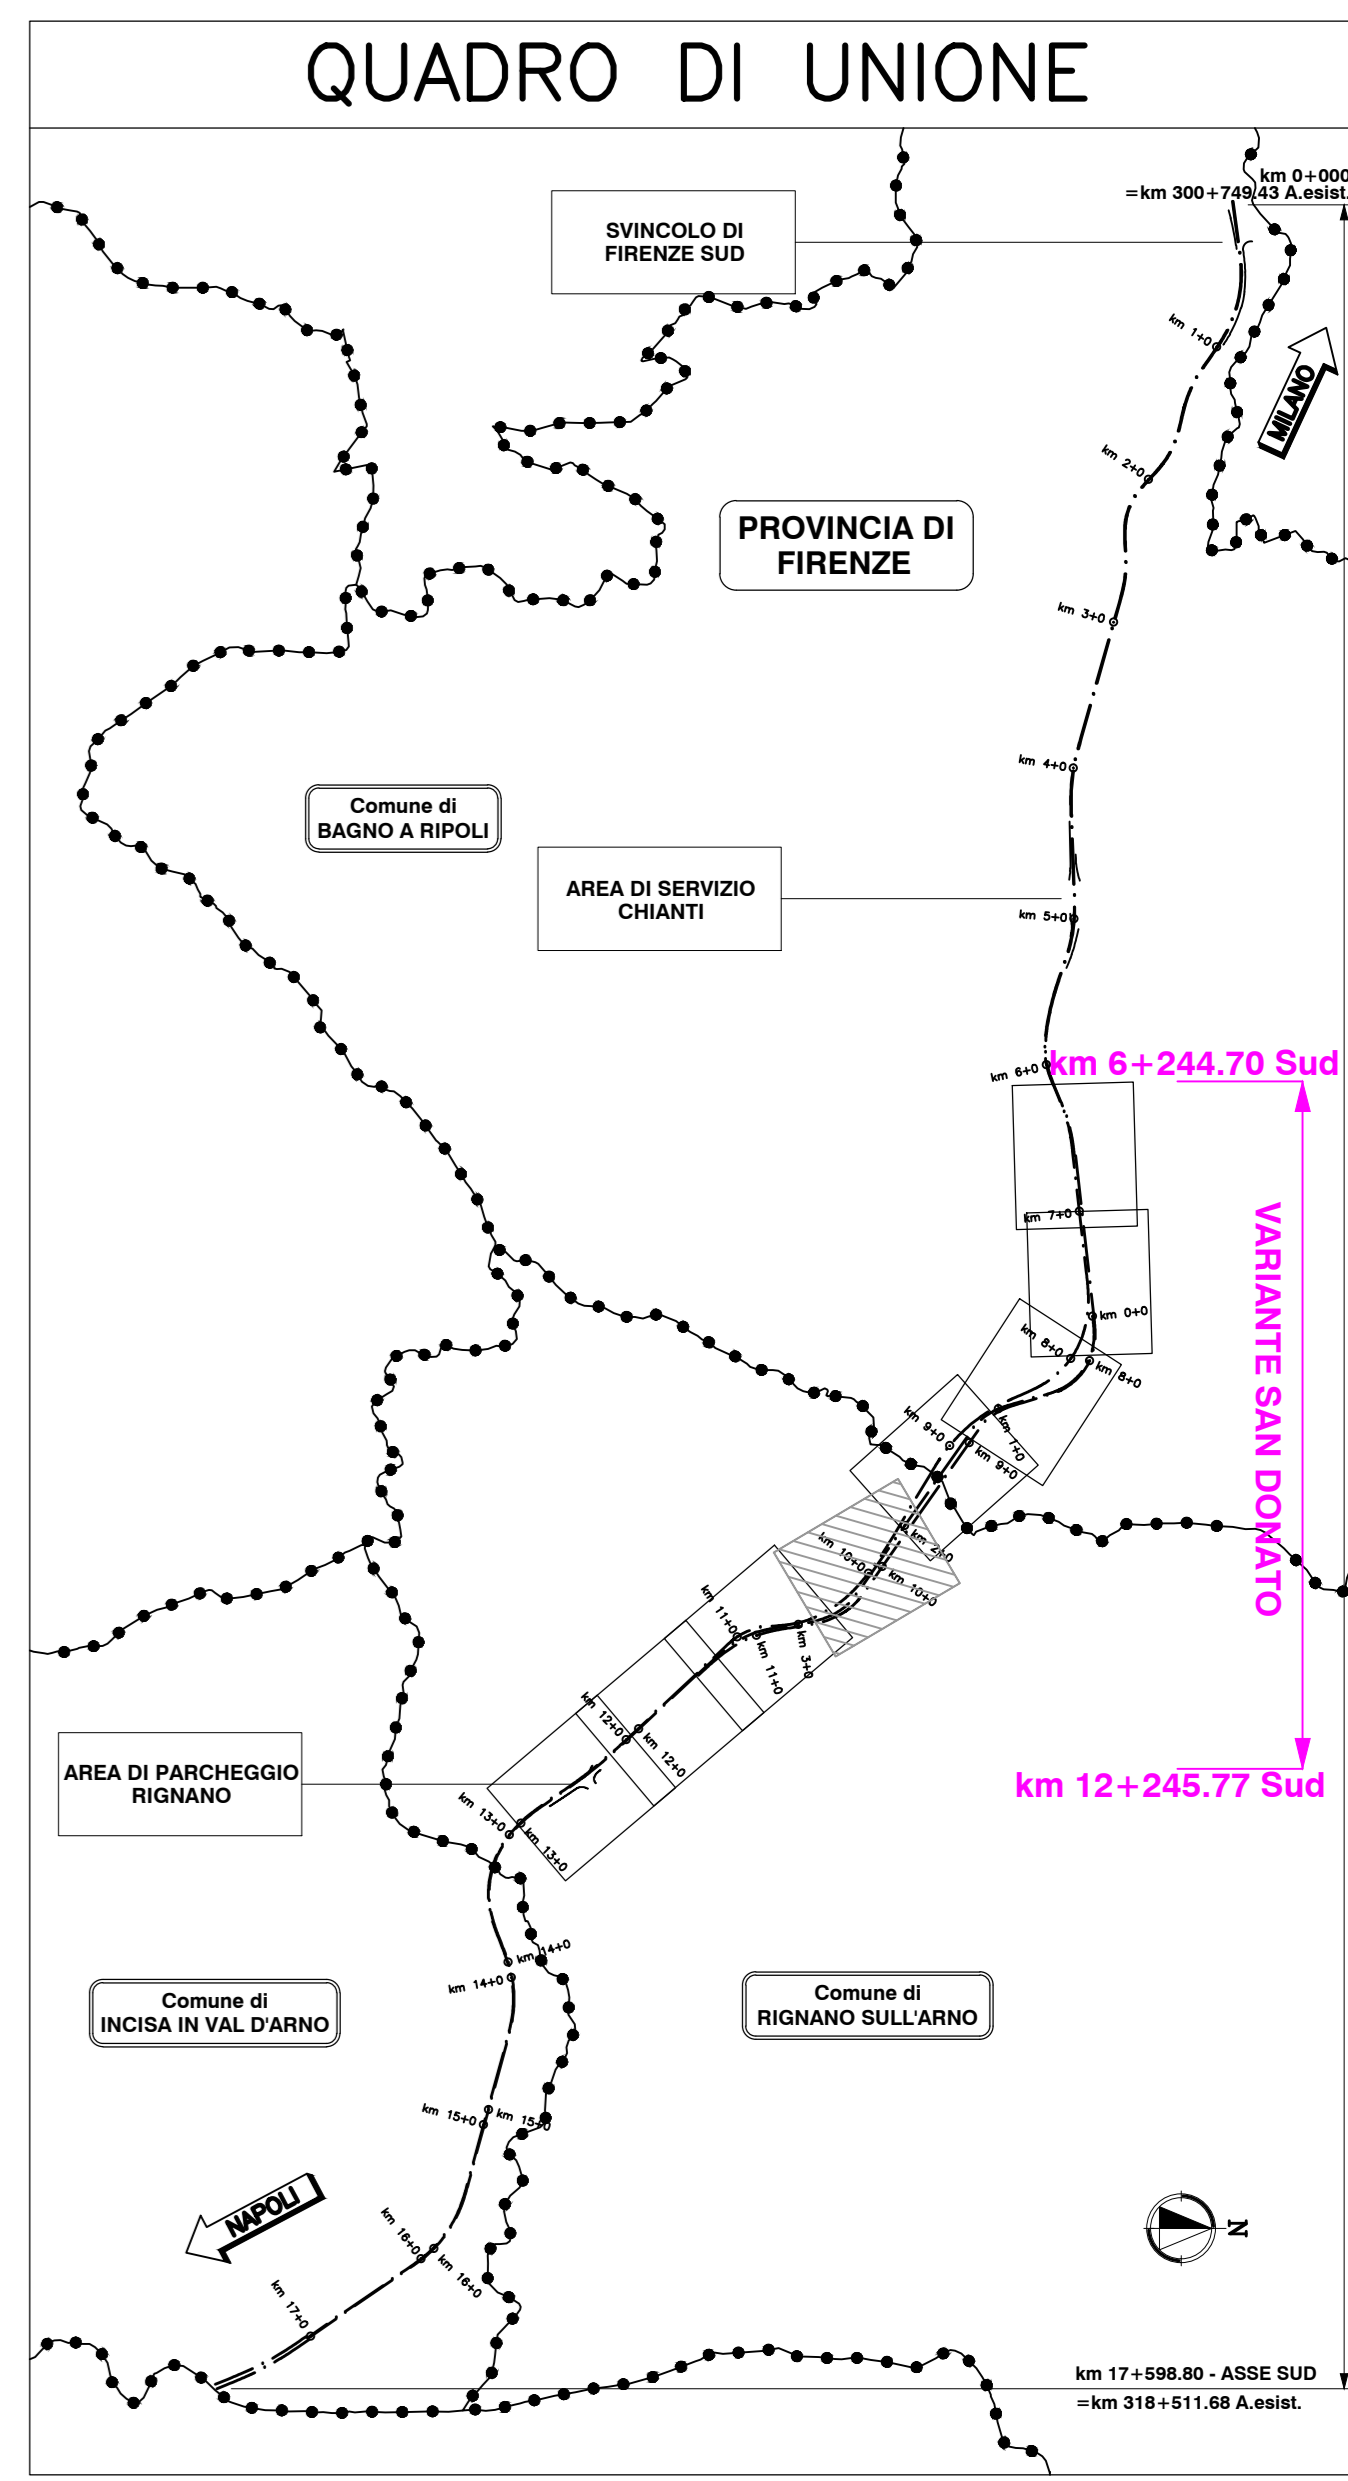 QUADRO DI UNIONE
km 0+000
=km 300+749.43 A.esist.
SVINCOLO DI
FIRENZE SUD
km 1+0
MILANO
km 2+0
PROVINCIA DI
FIRENZE
km 3+0
km 4+0
Comune di
BAGNO A RIPOLI
AREA DI SERVIZIO
CHIANTI
km 5+0
km 6+0
km 6+244.70 Sud
km 7+0
VARIANTE SAN DONATO
km 0+0
km 8+0
km 8+0
km 9+0
km 1+0
km 9+0
km 2+0
km 10+0
km 10+0
km 11+0
km 11+0
km 3+0
km 12+0
km 12+0
AREA DI PARCHEGGIO
RIGNANO
km 12+245.77 Sud
km 13+0
km 13+0
km 14+0
km 14+0
Comune di
INCISA IN VAL D'ARNO
Comune di
RIGNANO SULL'ARNO
km 15+0
km 15+0
NAPOLI
km 16+0
km 16+0
N
km 17+0
km 17+598.80 - ASSE SUD
=km 318+511.68 A.esist.